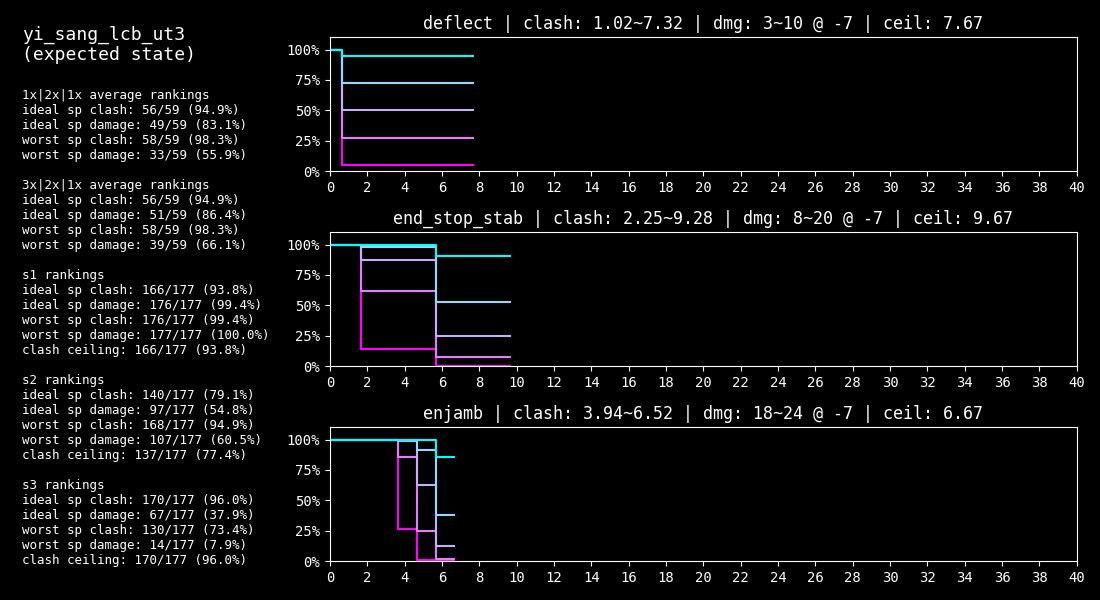 yi_sang_lcb_ut3
(expected state)
1x|2x|1x average rankings
ideal sp clash: 56/59 (94.9%)
ideal sp damage: 49/59 (83.1%)
worst sp clash: 58/59 (98.3%)
worst sp damage: 33/59 (55.9%)
3x|2x|1x average rankings
ideal sp clash: 56/59 (94.9%)
ideal sp damage: 51/59 (86.4%)
worst sp clash: 58/59 (98.3%)
worst sp damage: 39/59 (66.1%)
s1 rankings
ideal sp clash: 166/177 (93.8%)
ideal sp damage: 176/177 (99.4%)
worst sp clash: 176/177 (99.4%)
worst sp damage: 177/177 (100.0%)
clash ceiling: 166/177 (93.8%)
s2 rankings
ideal sp clash: 140/177 (79.1%)
ideal sp damage: 97/177 (54.8%)
worst sp clash: 168/177 (94.9%)
worst sp damage: 107/177 (60.5%)
clash ceiling: 137/177 (77.4%)
s3 rankings
ideal sp clash: 170/177 (96.0%)
ideal sp damage: 67/177 (37.9%)
worst sp clash: 130/177 (73.4%)
worst sp damage: 14/177 (7.9%)
clash ceiling: 170/177 (96.0%)
deflect | clash: 1.02~7.32 | dmg: 3~10 @ -7 | ceil: 7.67
100%
75%
50%
25%
0%
0 2 4 6 8 10 12 14 16 18 20 22 24 26 28 30 32 34 36 38 40
end_stop_stab | clash: 2.25~9.28 | dmg: 8~20 @ -7 | ceil: 9.67
100%
75%
50%
25%
0%
0 2 4 6 8 10 12 14 16 18 20 22 24 26 28 30 32 34 36 38 40
enjamb | clash: 3.94~6.52 | dmg: 18~24 @ -7 | ceil: 6.67
100%
75%
50%
25%
0%
0 2 4 6 8 10 12 14 16 18 20 22 24 26 28 30 32 34 36 38 40